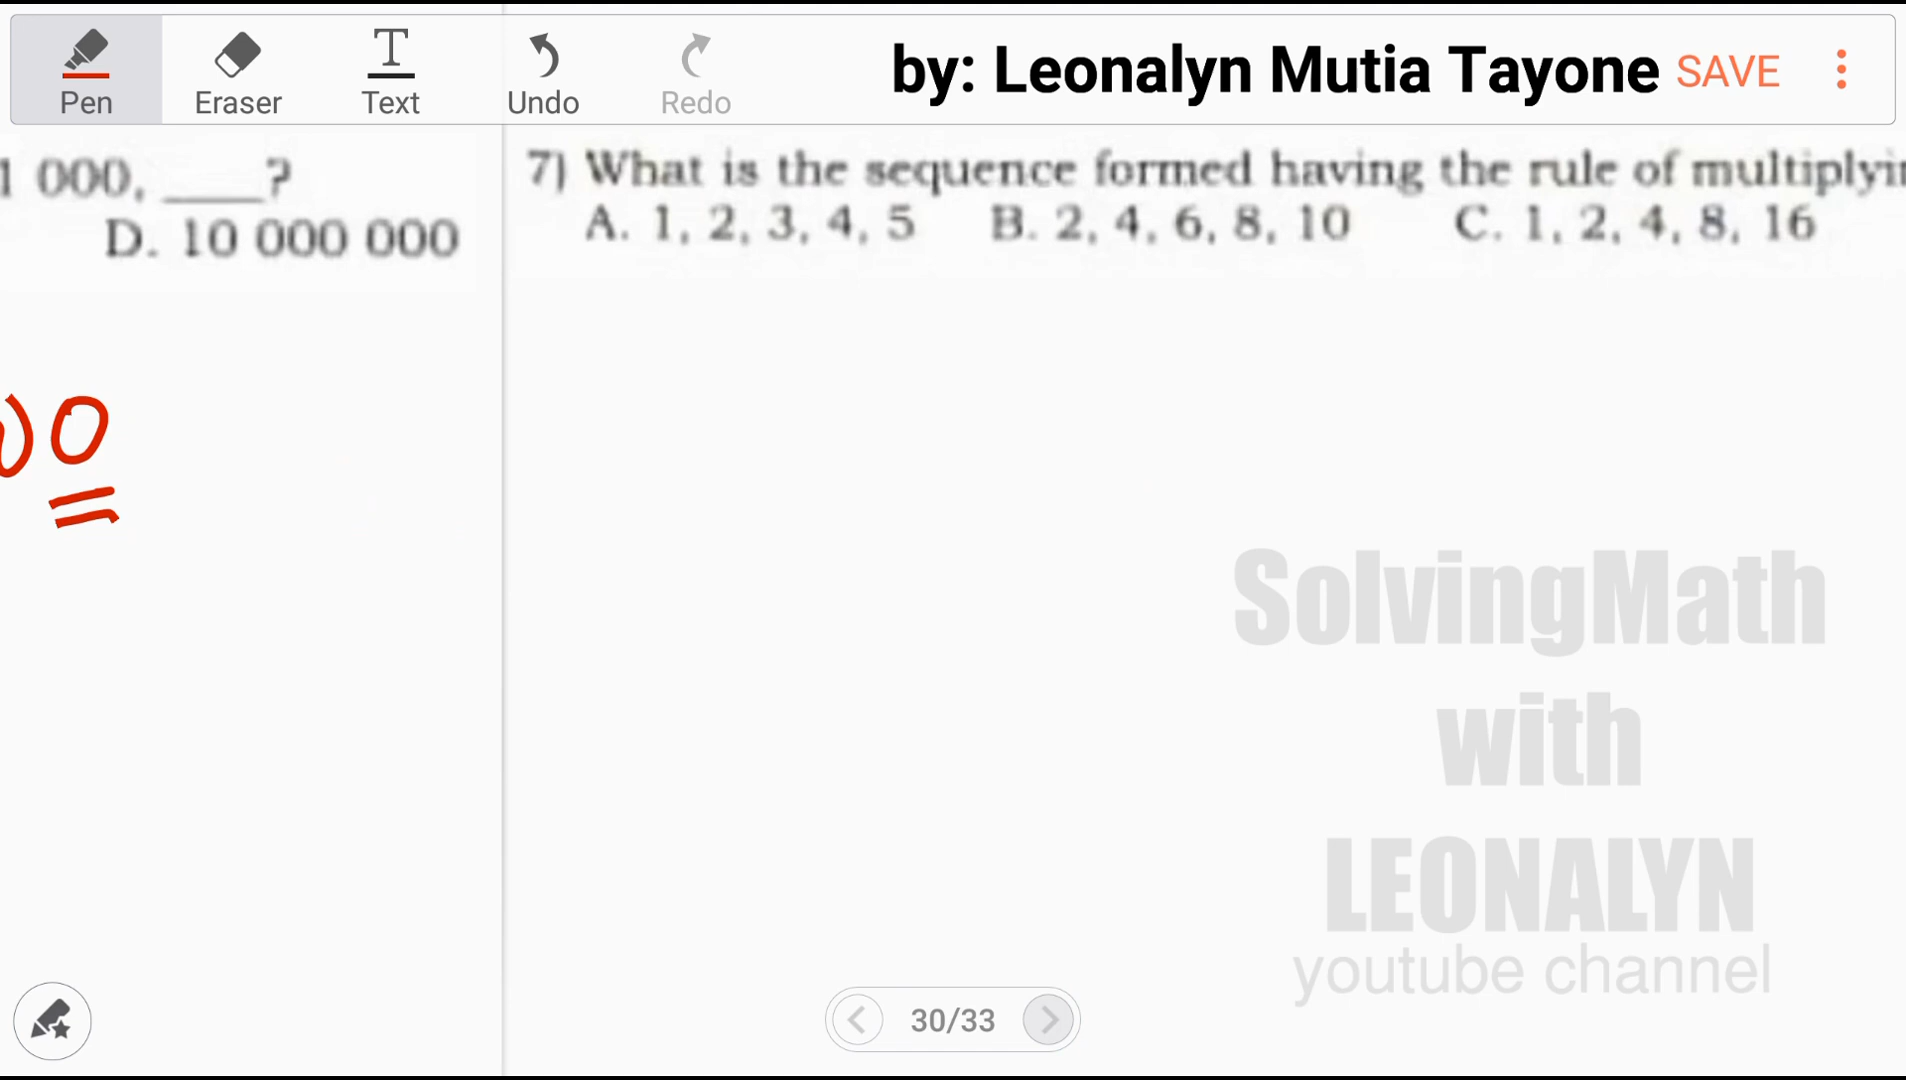 Pen
Eraser
Text
Undo
Redo
by: Leonalyn Mutia Tayone
SAVE
1 000, ____?
D. 10 000 000
00
7) What is the sequence formed having the rule of
A. 1, 2, 3, 4, 5 B. 2, 4, 6, 8, 10 C. 1, 2, 4, 8, 16
SolvingMath
with
LEONALYN
youtube channel
30/33